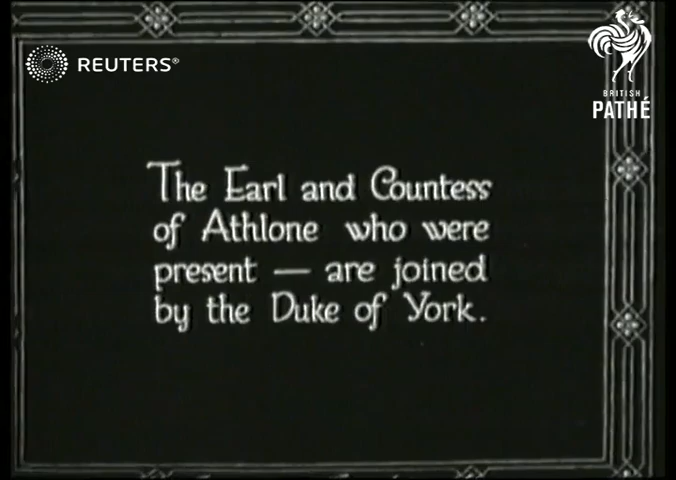 REUTERS®
BRITISH
PATHÉ
The Earl and Countess
of Athlone who were
present — are joined
by the Duke of York.